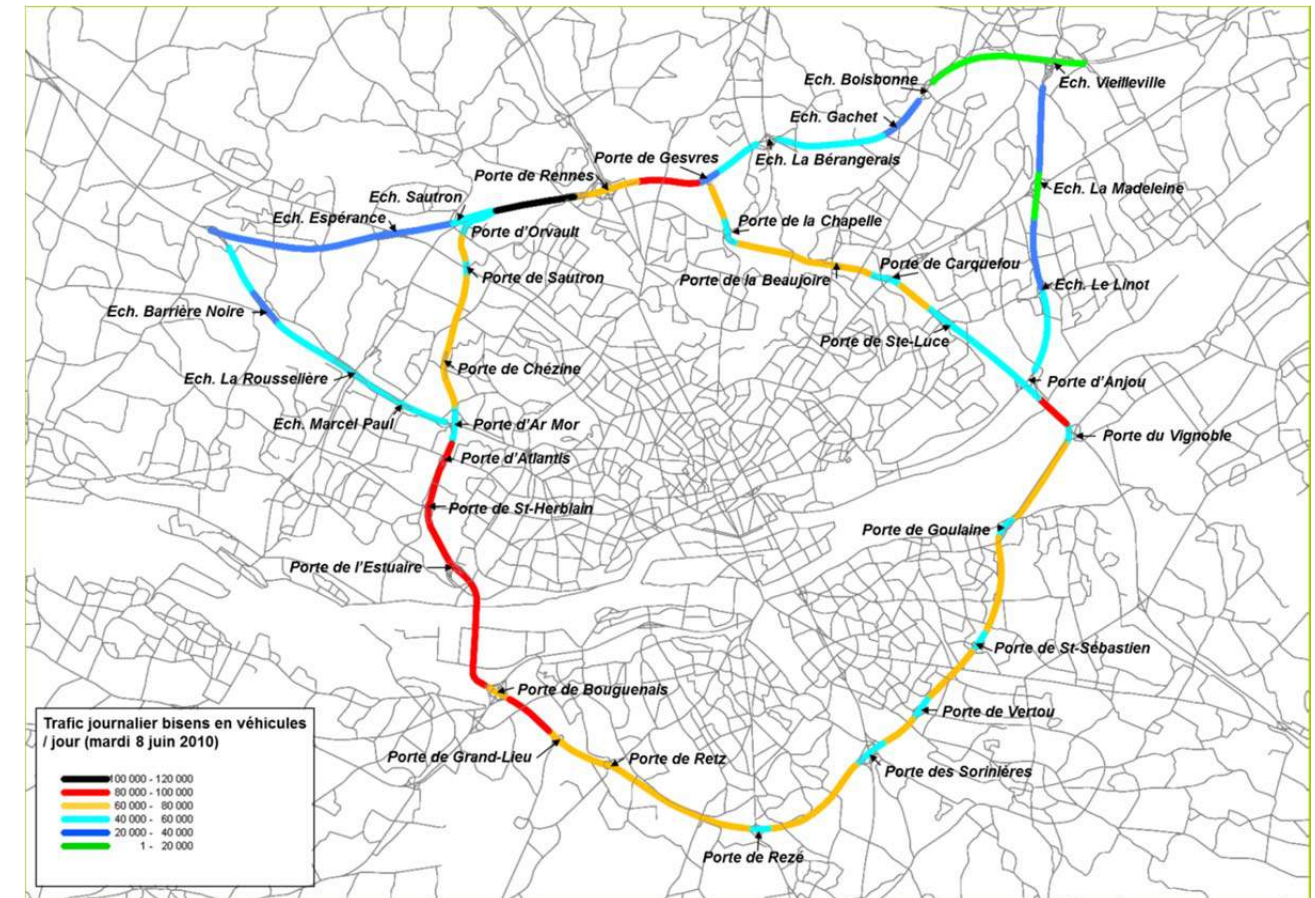 Ech. Boisbonne
Ech. Vieilleville
Ech. Gachet
Porte de Gesvres
Ech. La Bérangerais
Porte de Rennes
Ech. La Madeleine
Ech. Sautron
Ech. Espérance
Porte de la Chapelle
Porte d'Orvault
Porte de Carquefou
Porte de Sautron
Porte de la Beaujoire
Ech. Le Linot
Ech. Barrière Noire
Porte de Ste-Luce
Porte de Chézine
Ech. La Rousselière
Porte d'Anjou
Ech. Marcel Paul
Porte d'Ar Mor
Porte du Vignoble
Porte d'Atlantis
Porte de St-Herblain
Porte de Goulaine
Porte de l'Estuaire
Porte de St-Sébastien
Porte de Bouguenais
Porte de Vertou
Porte de Grand-Lieu
Porte de Retz
Porte des Sorinières
Porte de Rezé
Trafic journalier bisens en véhicules
/ jour (mardi 8 juin 2010)
100 000 - 120 000
80 000 - 100 000
60 000 - 80 000
40 000 - 60 000
20 000 - 40 000
1 - 20 000